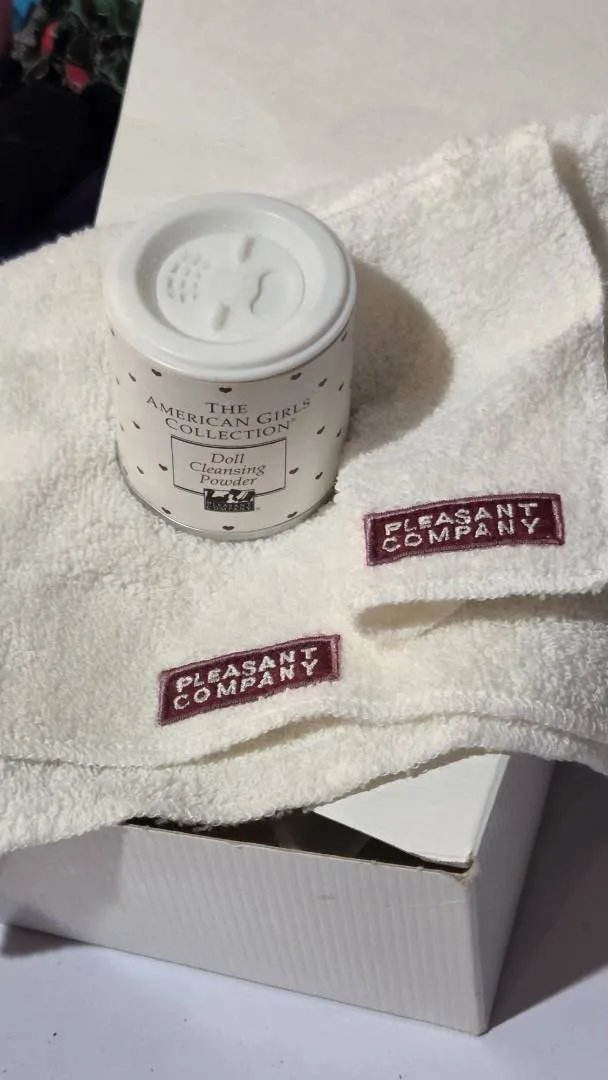 THE
AMERICAN GIRLS
COLLECTION®
Doll
Cleansing
Powder
PLEASANT
COMPANY
PLEASANT
COMPANY